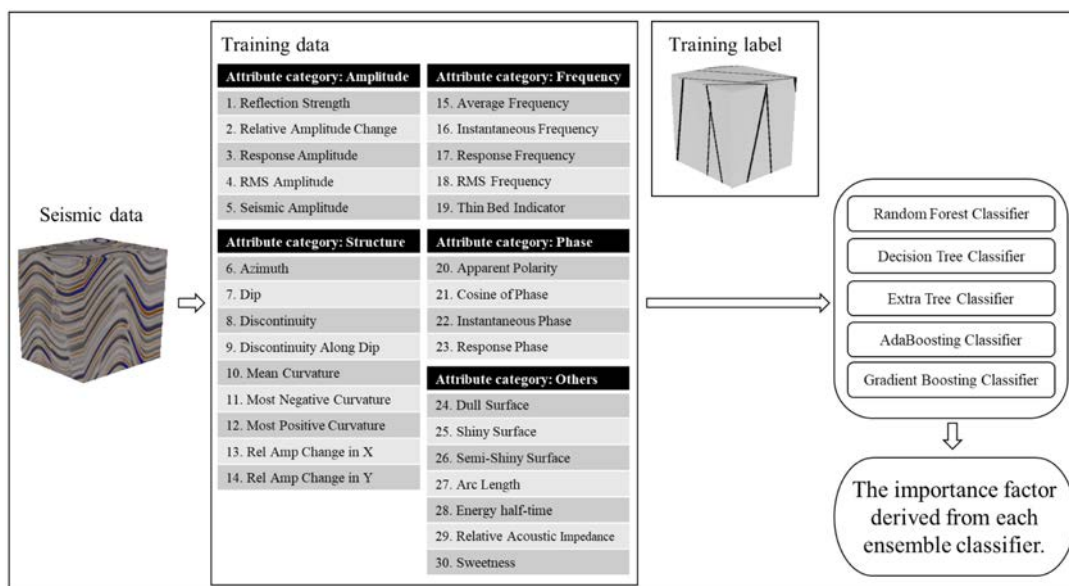 Seismic data
Training data
Attribute category: Amplitude
1. Reflection Strength
2. Relative Amplitude Change
3. Response Amplitude
4. RMS Amplitude
5. Seismic Amplitude
Attribute category: Structure
6. Azimuth
7. Dip
8. Discontinuity
9. Discontinuity Along Dip
10. Mean Curvature
11. Most Negative Curvature
12. Most Positive Curvature
13. Rel Amp Change in X
14. Rel Amp Change in Y
Attribute category: Frequency
15. Average Frequency
16. Instantaneous Frequency
17. Response Frequency
18. RMS Frequency
19. Thin Bed Indicator
Attribute category: Phase
20. Apparent Polarity
21. Cosine of Phase
22. Instantaneous Phase
23. Response Phase
Attribute category: Others
24. Dull Surface
25. Shiny Surface
26. Semi-Shiny Surface
27. Arc Length
28. Energy half-time
29. Relative Acoustic Impedance
30. Sweetness
Training label
Random Forest Classifier
Decision Tree Classifier
Extra Tree Classifier
AdaBoosting Classifier
Gradient Boosting Classifier
The importance factor
derived from each
ensemble classifier.